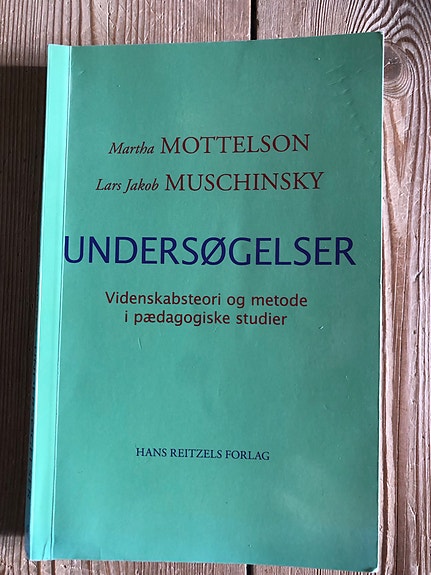 Martha MOTTELSON
Lars Jakob MUSCHINSKY
UNDERSØGELSER
Videnskabsteori og metode
i pædagogiske studier
HANS REITZELS FORLAG